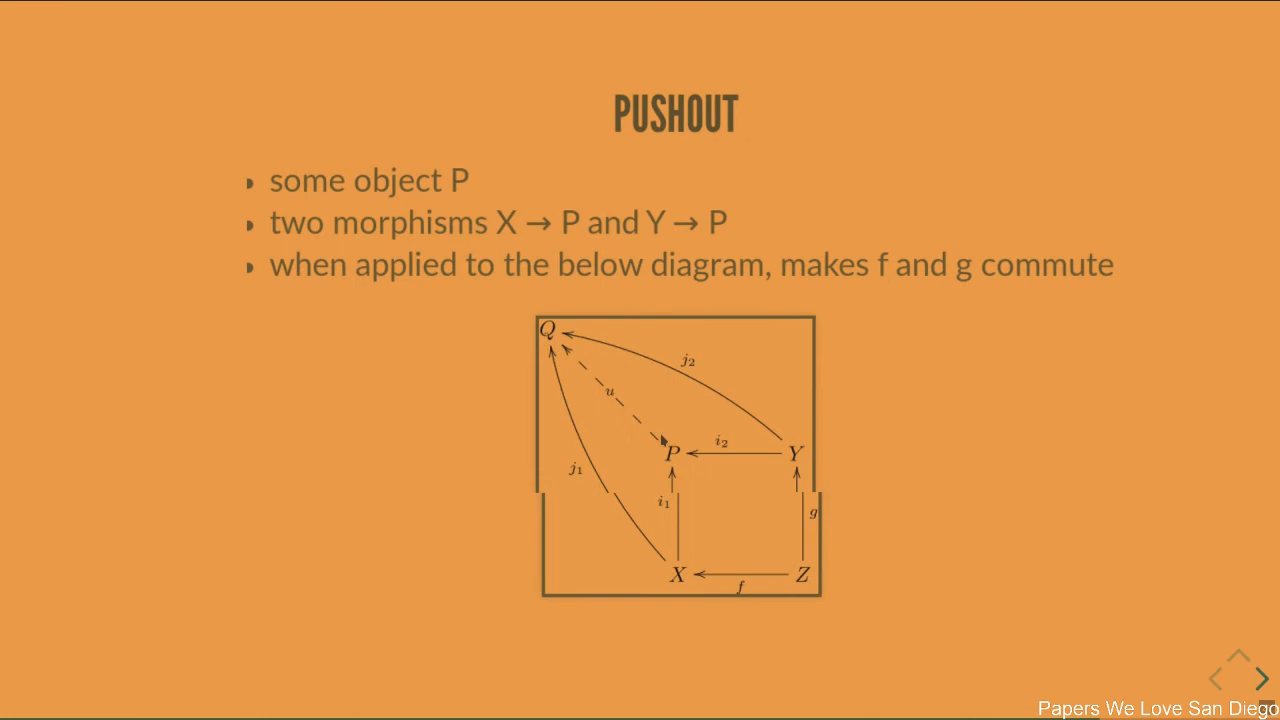 PUSHOUT
some object P
two morphisms X → P and Y → P
when applied to the below diagram, makes f and g commute
Q
j₂
u
P
i₂
Y
j₁
i₁
g
X
f
Z
Papers We Love San Diego